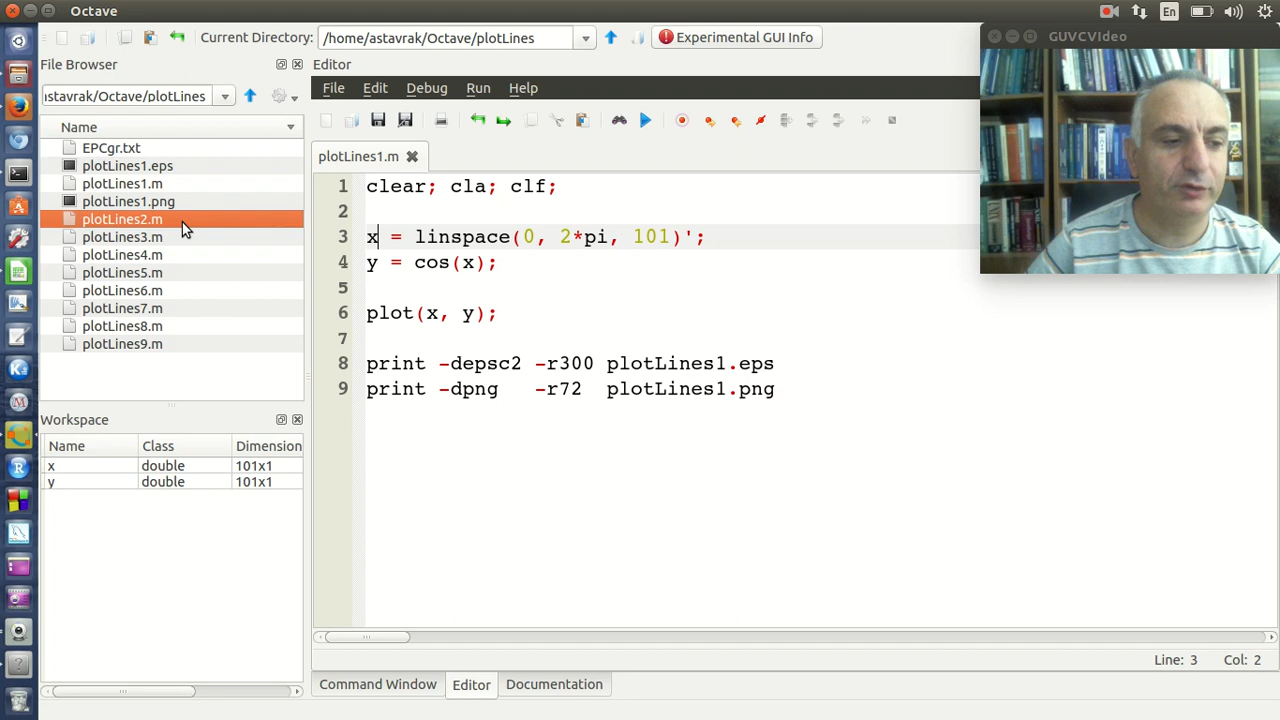 Octave
En
Current Directory: /home/astavrak/Octave/plotLines Experimental GUI Info
GUVCVideo
File Browser
Editor
File Edit Debug Run Help
astavrak/Octave/plotLines
Name
EPCgr.txt
plotLines1.eps
plotLines1.m
plotLines1.png
plotLines2.m
plotLines3.m
plotLines4.m
plotLines5.m
plotLines6.m
plotLines7.m
plotLines8.m
plotLines9.m
plotLines1.m
1 clear; cla; clf;
2
3 x = linspace(0, 2*pi, 101)';
4 y = cos(x);
5
6 plot(x, y);
7
8 print -depsc2 -r300 plotLines1.eps
9 print -dpng   -r72  plotLines1.png
Workspace
Name Class Dimension
x double 101x1
y double 101x1
Line: 3 Col: 2
Command Window Editor Documentation